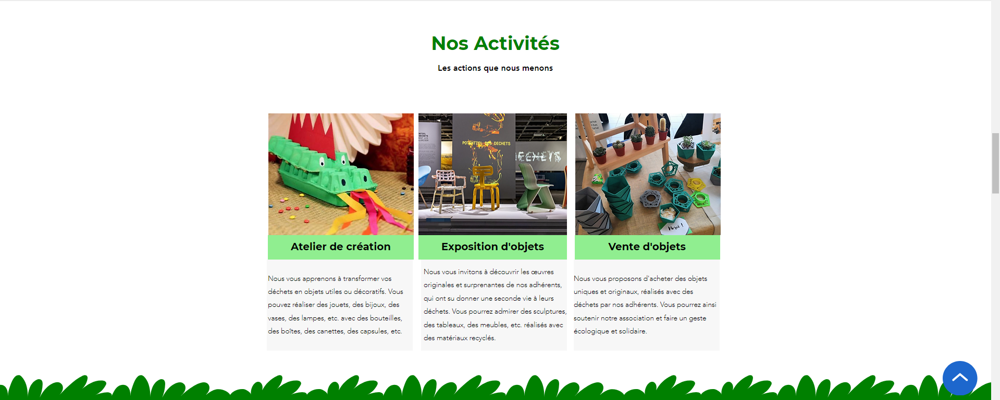 Nos Activités
Les actions que nous menons
POTENTIEL DES DECHETS
DECHETS
Merci !
Atelier de création
Exposition d'objets
Vente d'objets
Nous vous apprenons à transformer vos
déchets en objets utiles ou décoratifs. Vous
pouvez réaliser des jouets, des bijoux, des
vases, des lampes, etc. avec des bouteilles,
des boîtes, des canettes, des capsules, etc.
Nous vous invitons à découvrir les œuvres
originales et surprenantes de nos adhérents,
qui ont su donner une seconde vie à leurs
déchets. Vous pourrez admirer des sculptures,
des tableaux, des meubles, etc. réalisés avec
des matériaux recyclés.
Nous vous proposons d'acheter des objets
uniques et originaux, réalisés avec des
déchets par nos adhérents. Vous pourrez ainsi
soutenir notre association et faire un geste
écologique et solidaire.